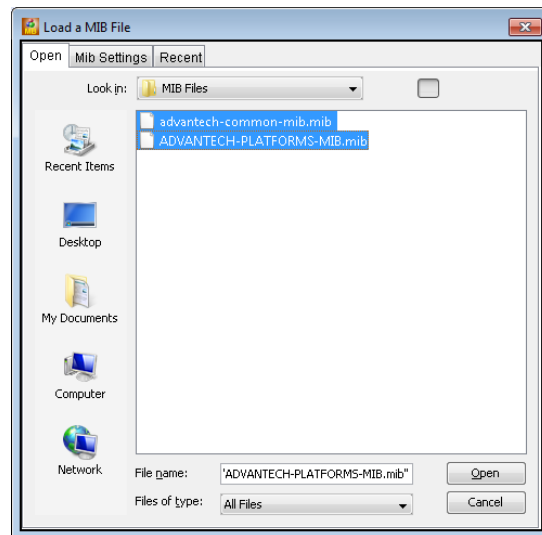 Load a MIB File
Open Mib Settings Recent
Look in: MIB Files
advantech-common-mib.mib
ADVANTECH-PLATFORMS-MIB.mib
Recent Items
Desktop
My Documents
Computer
Network
File name: 'ADVANTECH-PLATFORMS-MIB.mib" Open
Files of type: All Files Cancel